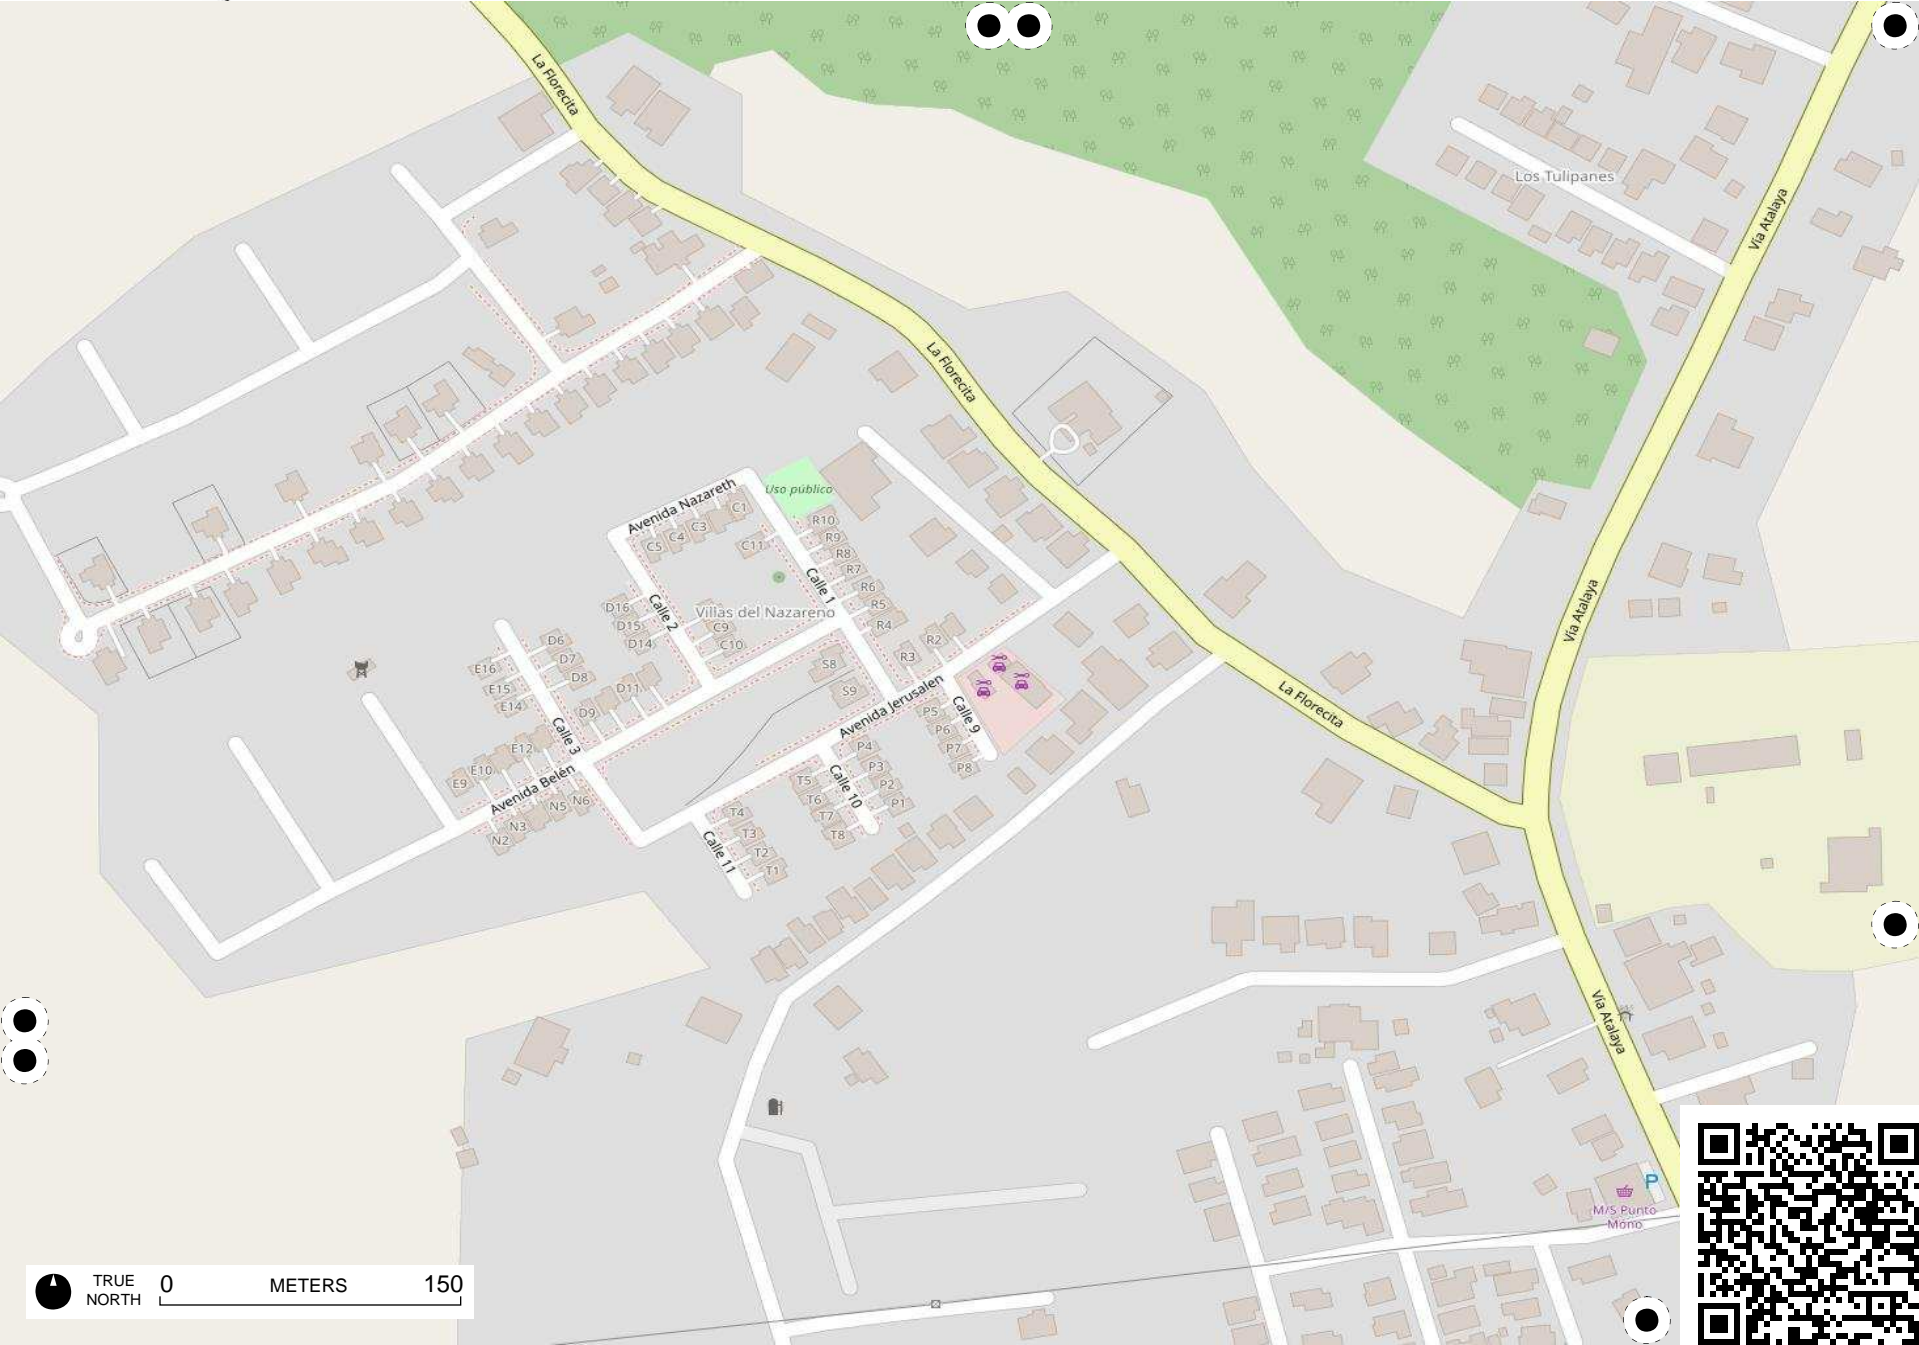 La Florecita
Los Tulipanes
Vía Atalaya
La Florecita
Uso público
Avenida Nazareth
C1
C3
C4
C5
C11
R10
R9
R8
R7
R6
R5
R4
Calle 1
Calle 2
D16
D15
D14
Villas del Nazareno
C9
C10
R2
R3
S8
S9
D6
D7
D8
D11
D9
E16
E15
E14
Calle 3
E12
E10
E9
Avenida Belén
N6
N5
N3
N2
Avenida Jerusalen
Calle 9
P5
P6
P7
P8
P4
P3
P2
P1
Calle 10
T5
T6
T7
T8
Calle 11
T4
T3
T2
T1
Vía Atalaya
La Florecita
Vía Atalaya
P
M/S Punto
Mono
TRUE
NORTH
0 METERS 150